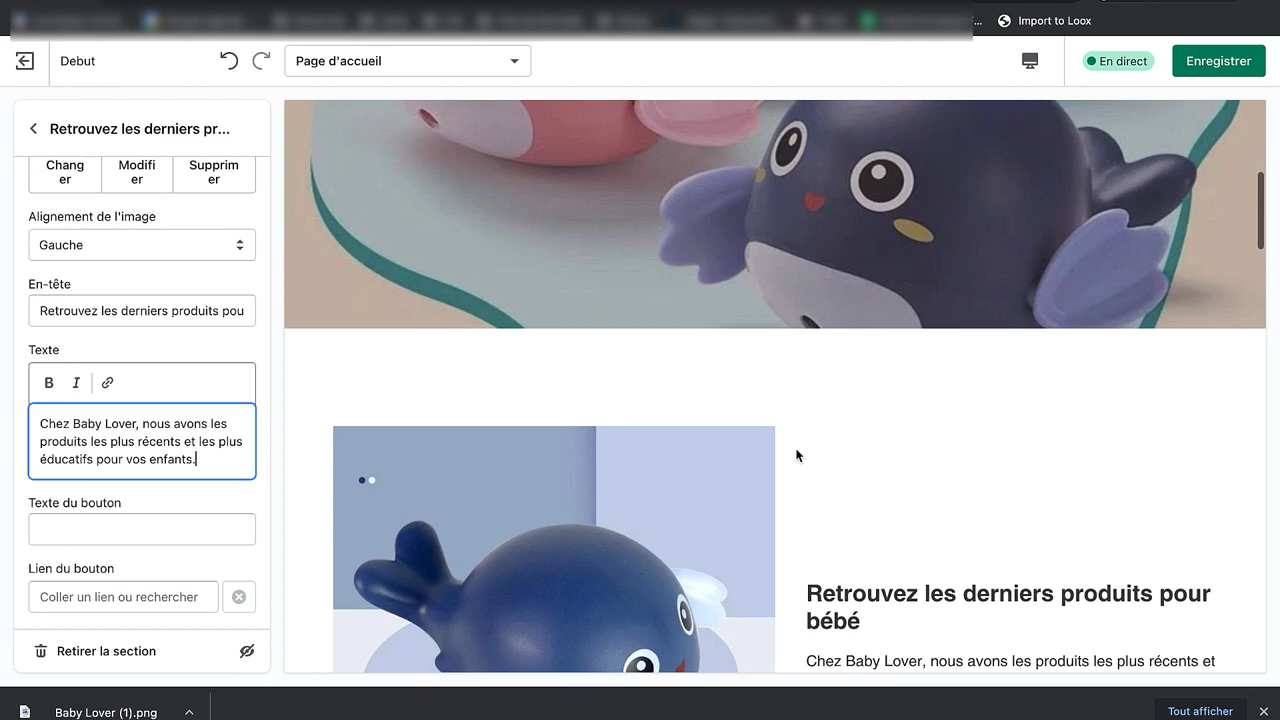 Import to Loox
Debut
Page d'accueil
En direct
Enregistrer
Retrouvez les derniers pr...
Chang
er
Modifi
er
Supprim
er
Alignement de l'image
Gauche
En-tête
Retrouvez les derniers produits pou
Texte
B I
Chez Baby Lover, nous avons les
produits les plus récents et les plus
éducatifs pour vos enfants.
Texte du bouton
Lien du bouton
Coller un lien ou rechercher
Retirer la section
Retrouvez les derniers produits pour
bébé
Chez Baby Lover, nous avons les produits les plus récents et
Baby Lover (1).png
Tout afficher